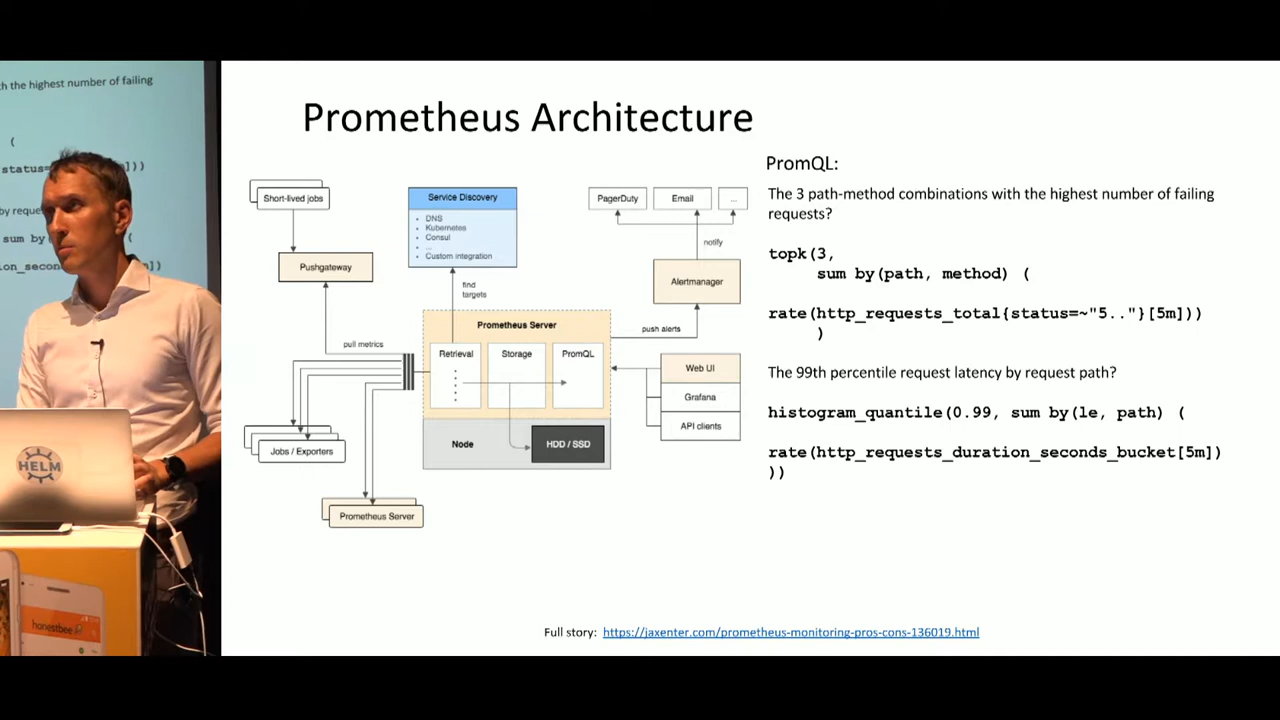 th the highest number of failing
(
status=
m]))
by reque
sum by(
(
ion_secon
m])
HELM
honestbee
Prometheus Architecture
Short-lived jobs
Pushgateway
pull metrics
Jobs / Exporters
Prometheus Server
Service Discovery
• DNS
• Kubernetes
• Consul
• ...
• Custom integration
find
targets
Prometheus Server
Retrieval
Storage
PromQL
Node
HDD / SSD
PagerDuty
Email
...
notify
Alertmanager
push alerts
Web UI
Grafana
API clients
PromQL:
The 3 path-method combinations with the highest number of failing
requests?
topk(3,
sum by(path, method) (
rate(http_requests_total{status=~"5.."}[5m]))
)
The 99th percentile request latency by request path?
histogram_quantile(0.99, sum by(le, path) (
rate(http_requests_duration_seconds_bucket[5m])
))
Full story: https://jaxenter.com/prometheus-monitoring-pros-cons-136019.html